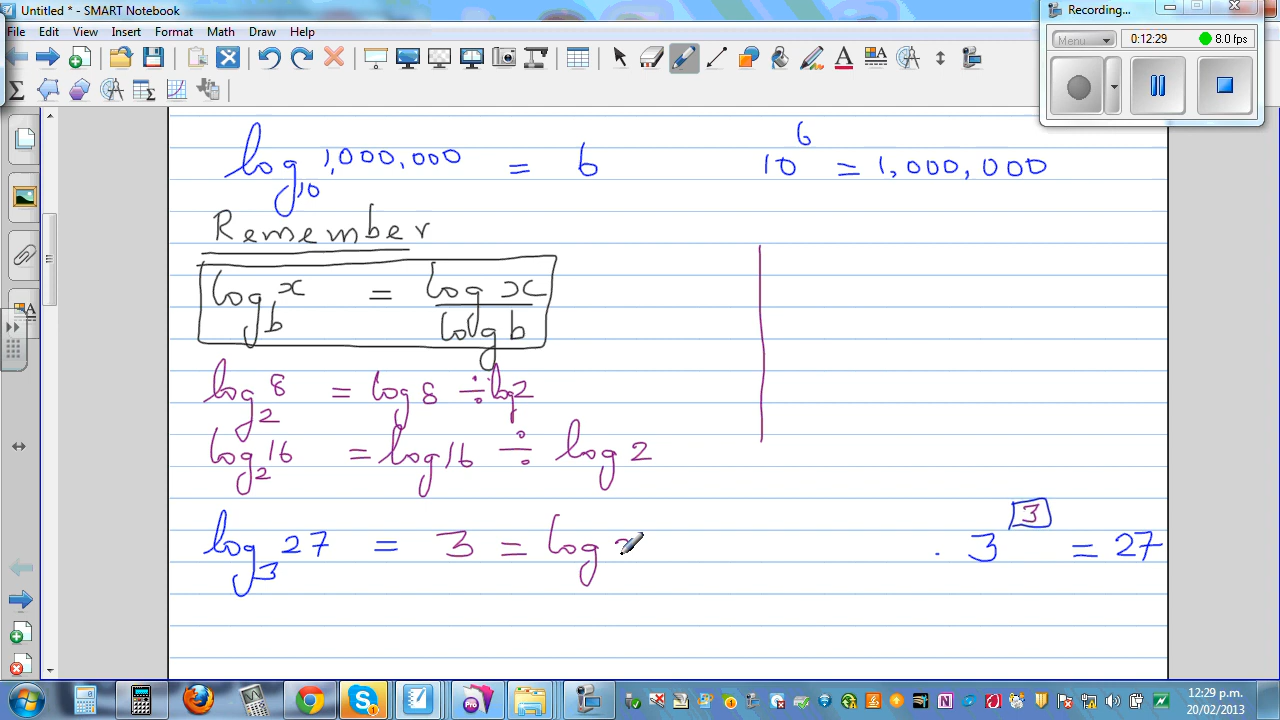 Untitled * - SMART Notebook
Recording...
File Edit View Insert Format Math Draw Help
Menu
0:12:29
8.0 fps
log₁₀ 1,000,000 = 6
10⁶ = 1,000,000
Remember
log_b x = log x / log b
log₂ 8 = log 8 ÷ log 2
log₂ 16 = log 16 ÷ log 2
log₃ 27 = 3 = log
. 3³ = 27
12:29 p.m.
20/02/2013